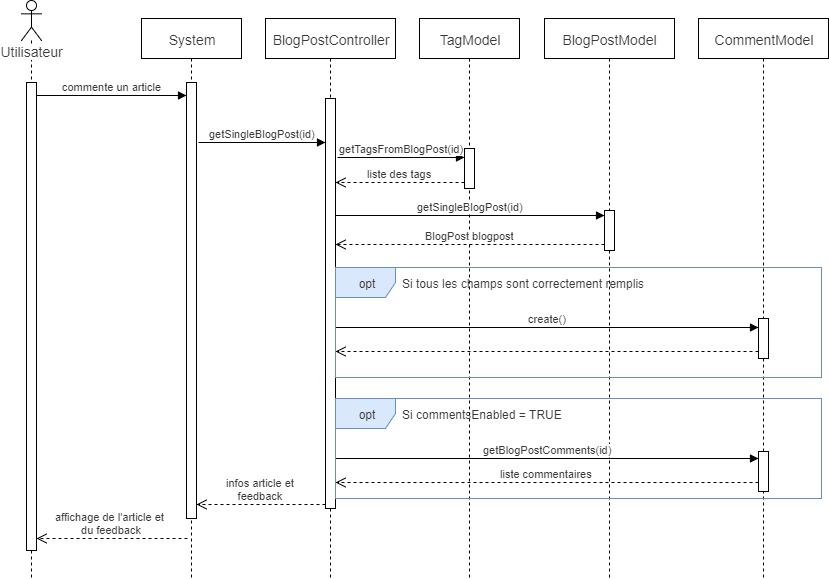 Utilisateur
System
BlogPostController
TagModel
BlogPostModel
CommentModel
commente un article
getSingleBlogPost(id)
getTagsFromBlogPost(id)
liste des tags
getSingleBlogPost(id)
BlogPost blogpost
opt
Si tous les champs sont correctement remplis
create()
opt
Si commentsEnabled = TRUE
getBlogPostComments(id)
liste commentaires
infos article et
feedback
affichage de l'article et
du feedback